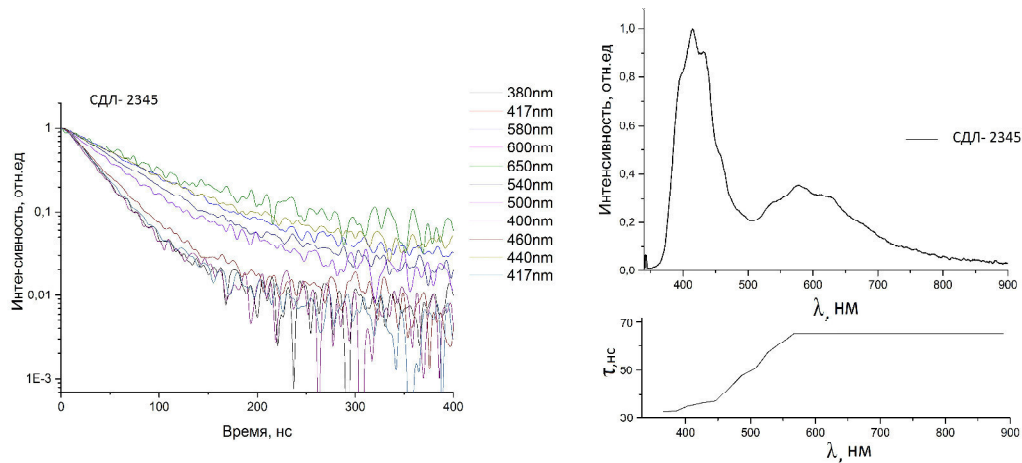 СДЛ- 2345
Интенсивность, отн.ед
1
0,1
0,01
1E-3
0
100
200
300
400
Время, нс
380nm
417nm
580nm
600nm
650nm
540nm
500nm
400nm
460nm
440nm
417nm
Интенсивность, отн.ед
1,0
0,8
0,6
0,4
0,2
0,0
400
500
600
700
800
900
λ, нм
СДЛ- 2345
τ,нс
70
50
30
400
500
600
700
800
900
λ, нм